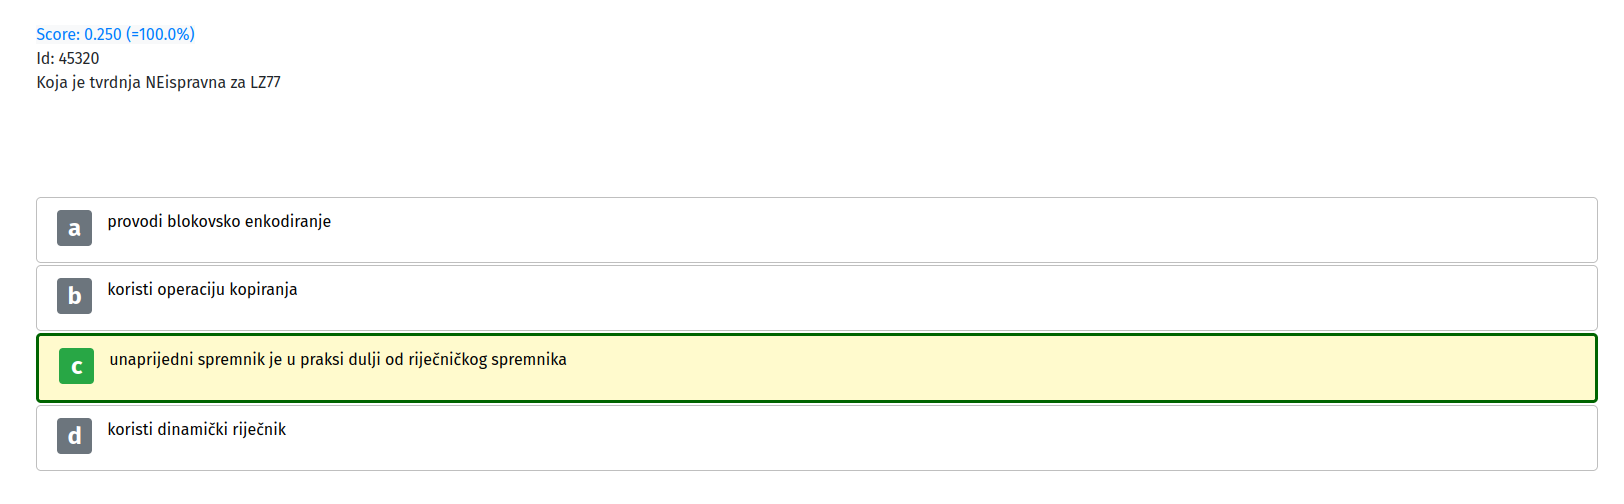 Score: 0.250 (=100.0%)
Id: 45320
Koja je tvrdnja NEispravna za LZ77
a provodi blokovsko enkodiranje
b koristi operaciju kopiranja
c unaprijedni spremnik je u praksi dulji od riječničkog spremnika
d koristi dinamički riječnik